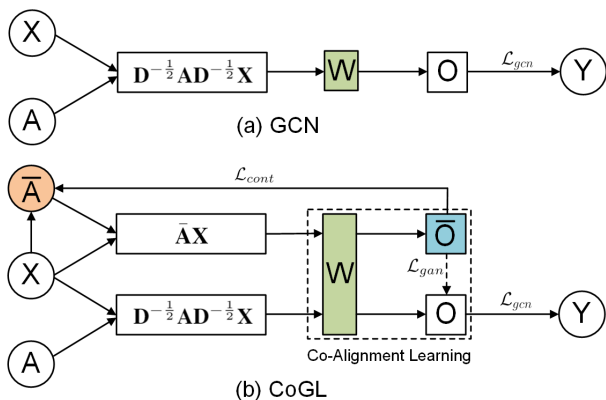 X
D^{-1/2}AD^{-1/2}X
W
O
ℒ_{gcn}
Y
A
(a) GCN
Ā
ℒ_{cont}
ĀX
Ō
X
W
ℒ_{gan}
D^{-1/2}AD^{-1/2}X
O
ℒ_{gcn}
Y
A
Co-Alignment Learning
(b) CoGL